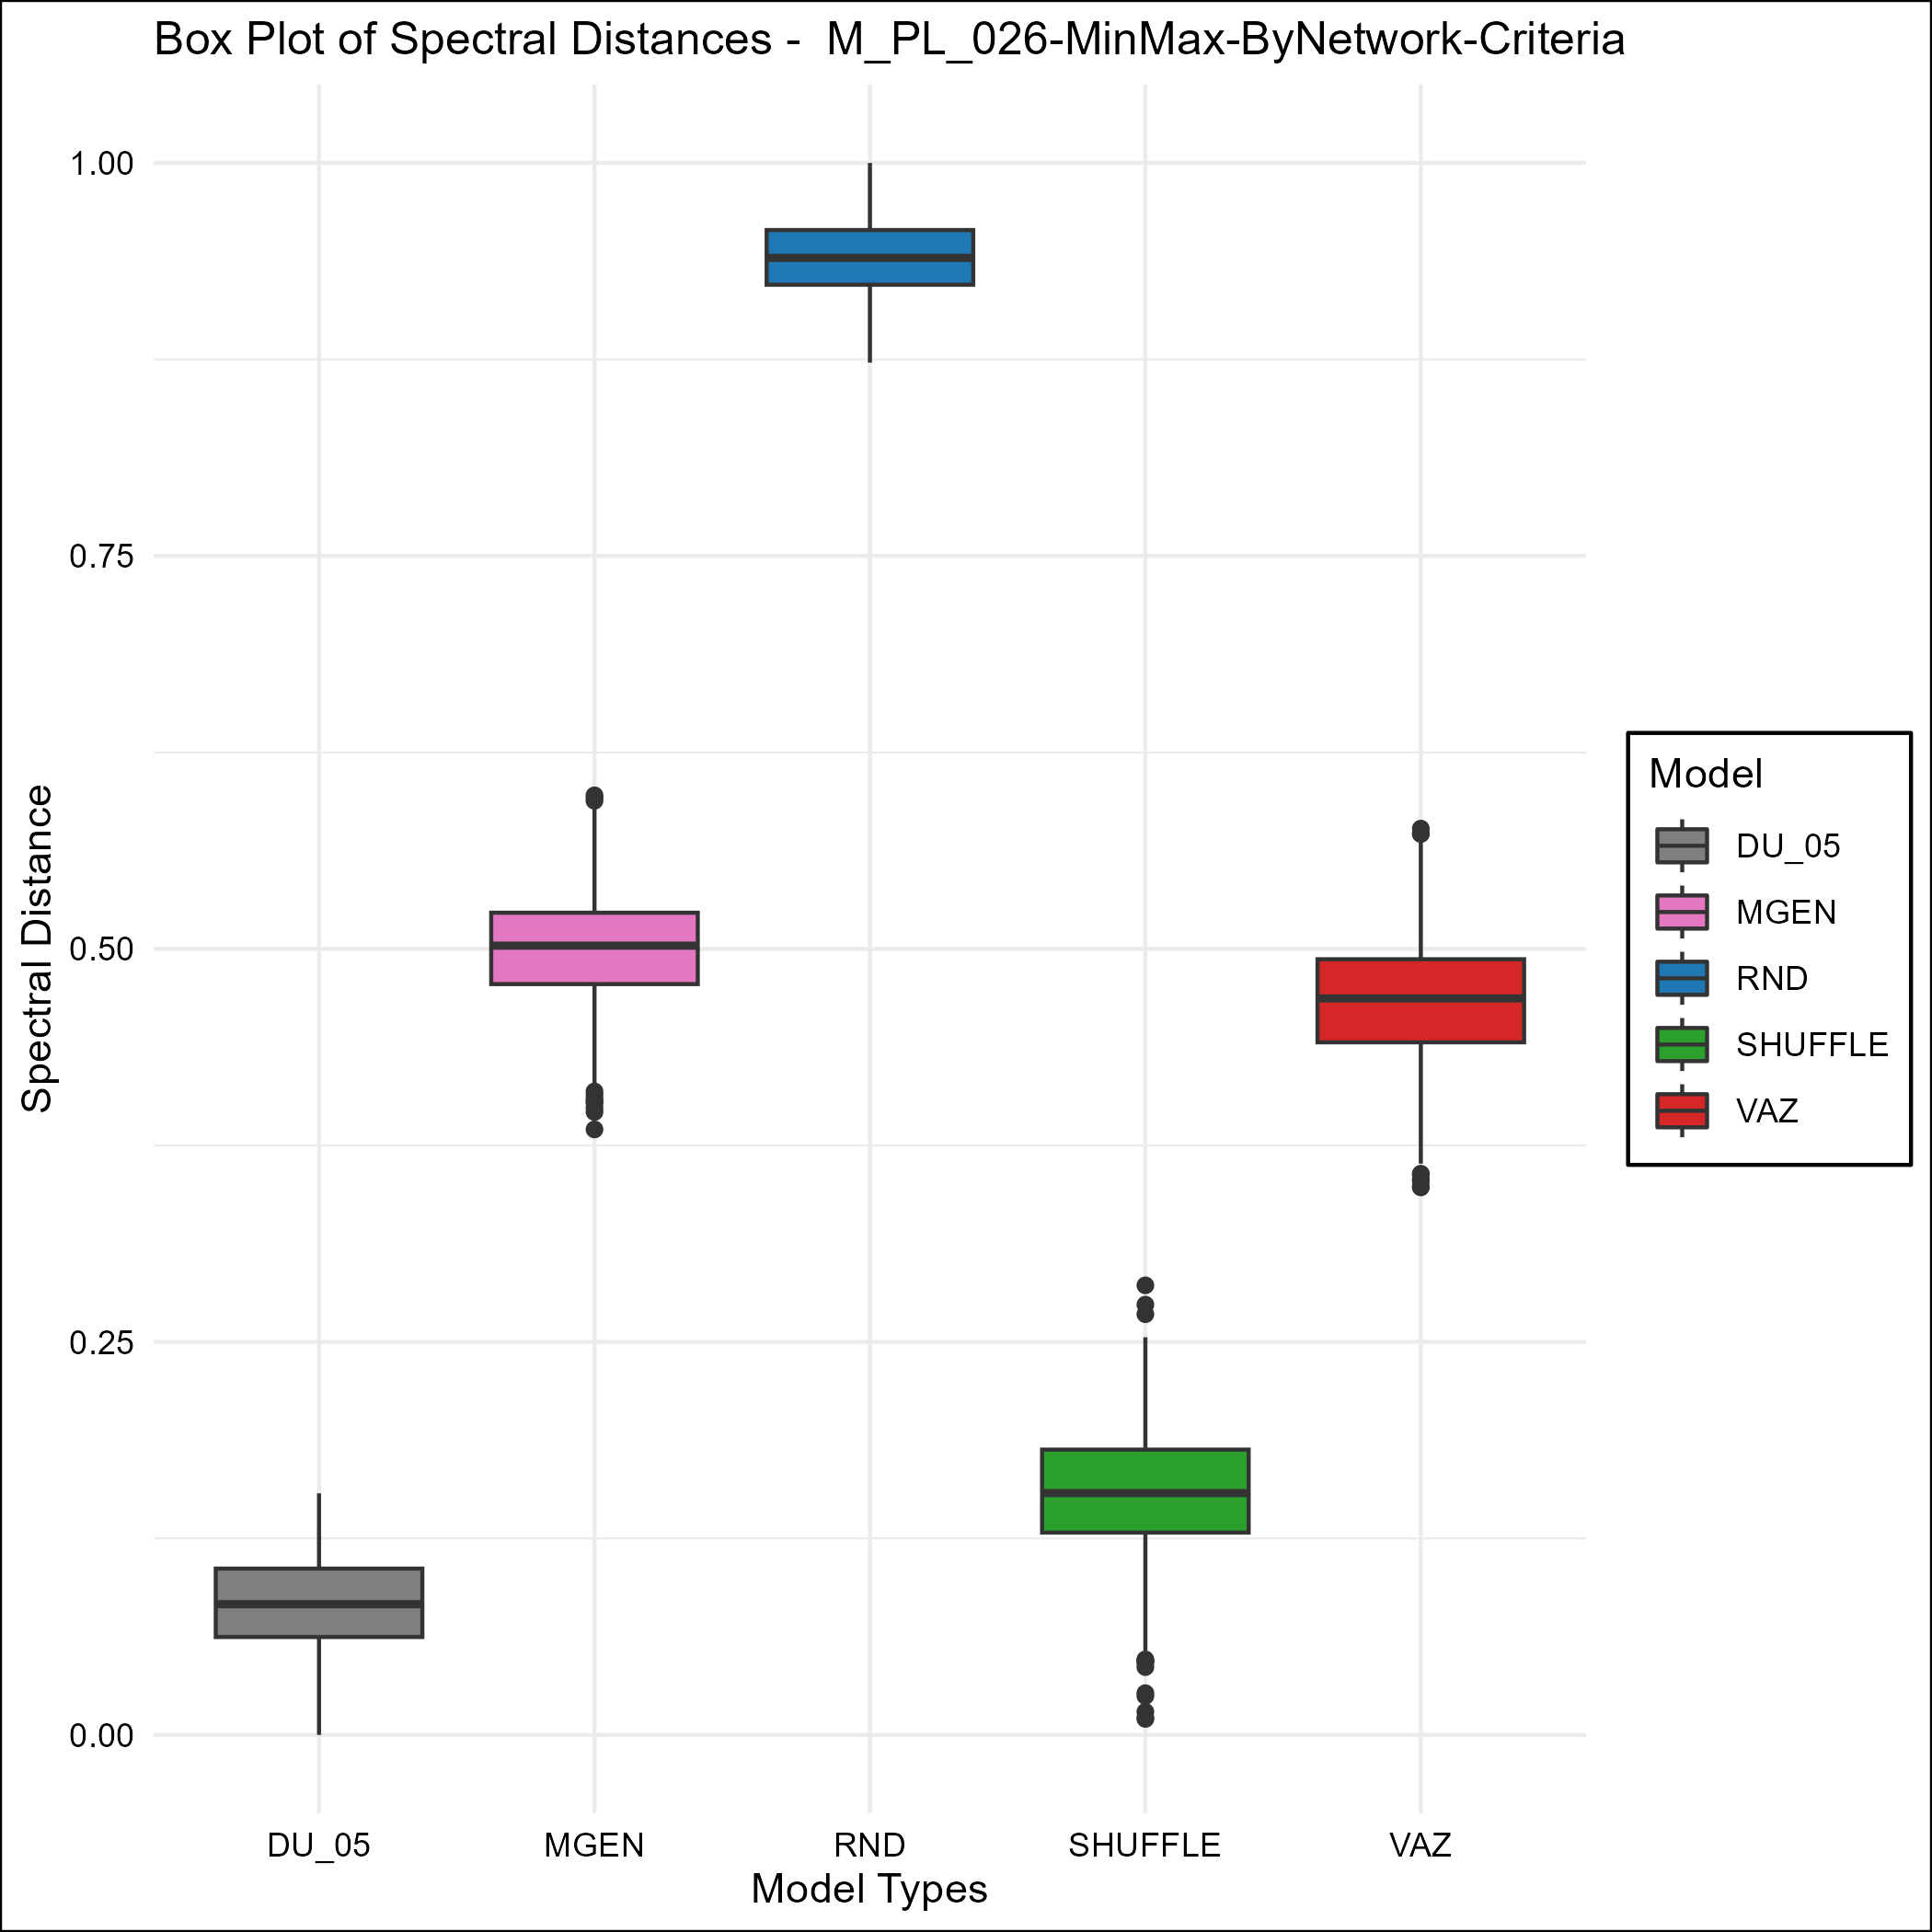 Box Plot of Spectral Distances -  M_PL_026-MinMax-ByNetwork-Criteria
Spectral Distance
1.00
0.75
0.50
0.25
0.00
DU_05 MGEN RND SHUFFLE VAZ
Model Types
Model
DU_05
MGEN
RND
SHUFFLE
VAZ